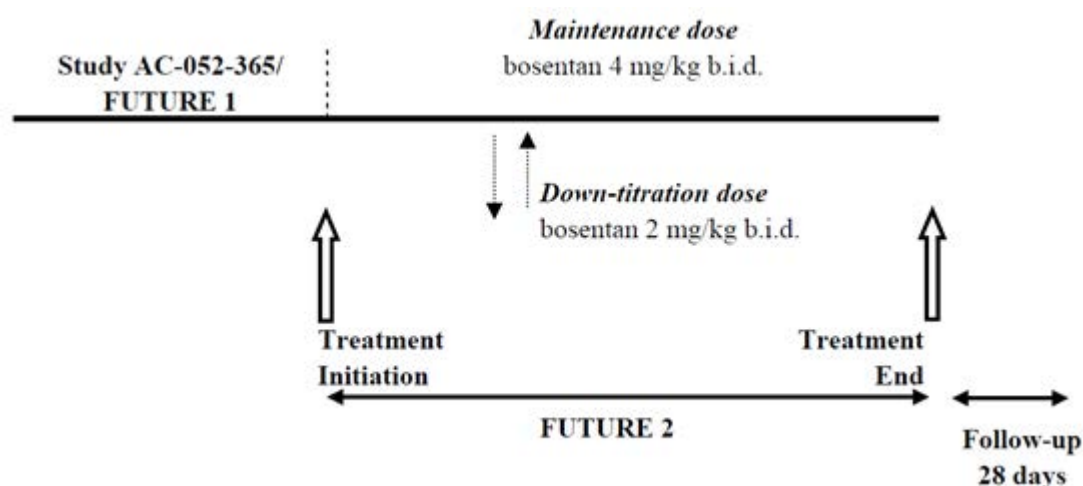 Maintenance dose
bosentan 4 mg/kg b.i.d.
Study AC-052-365/
FUTURE 1
Down-titration dose
bosentan 2 mg/kg b.i.d.
Treatment
Initiation
Treatment
End
FUTURE 2
Follow-up
28 days